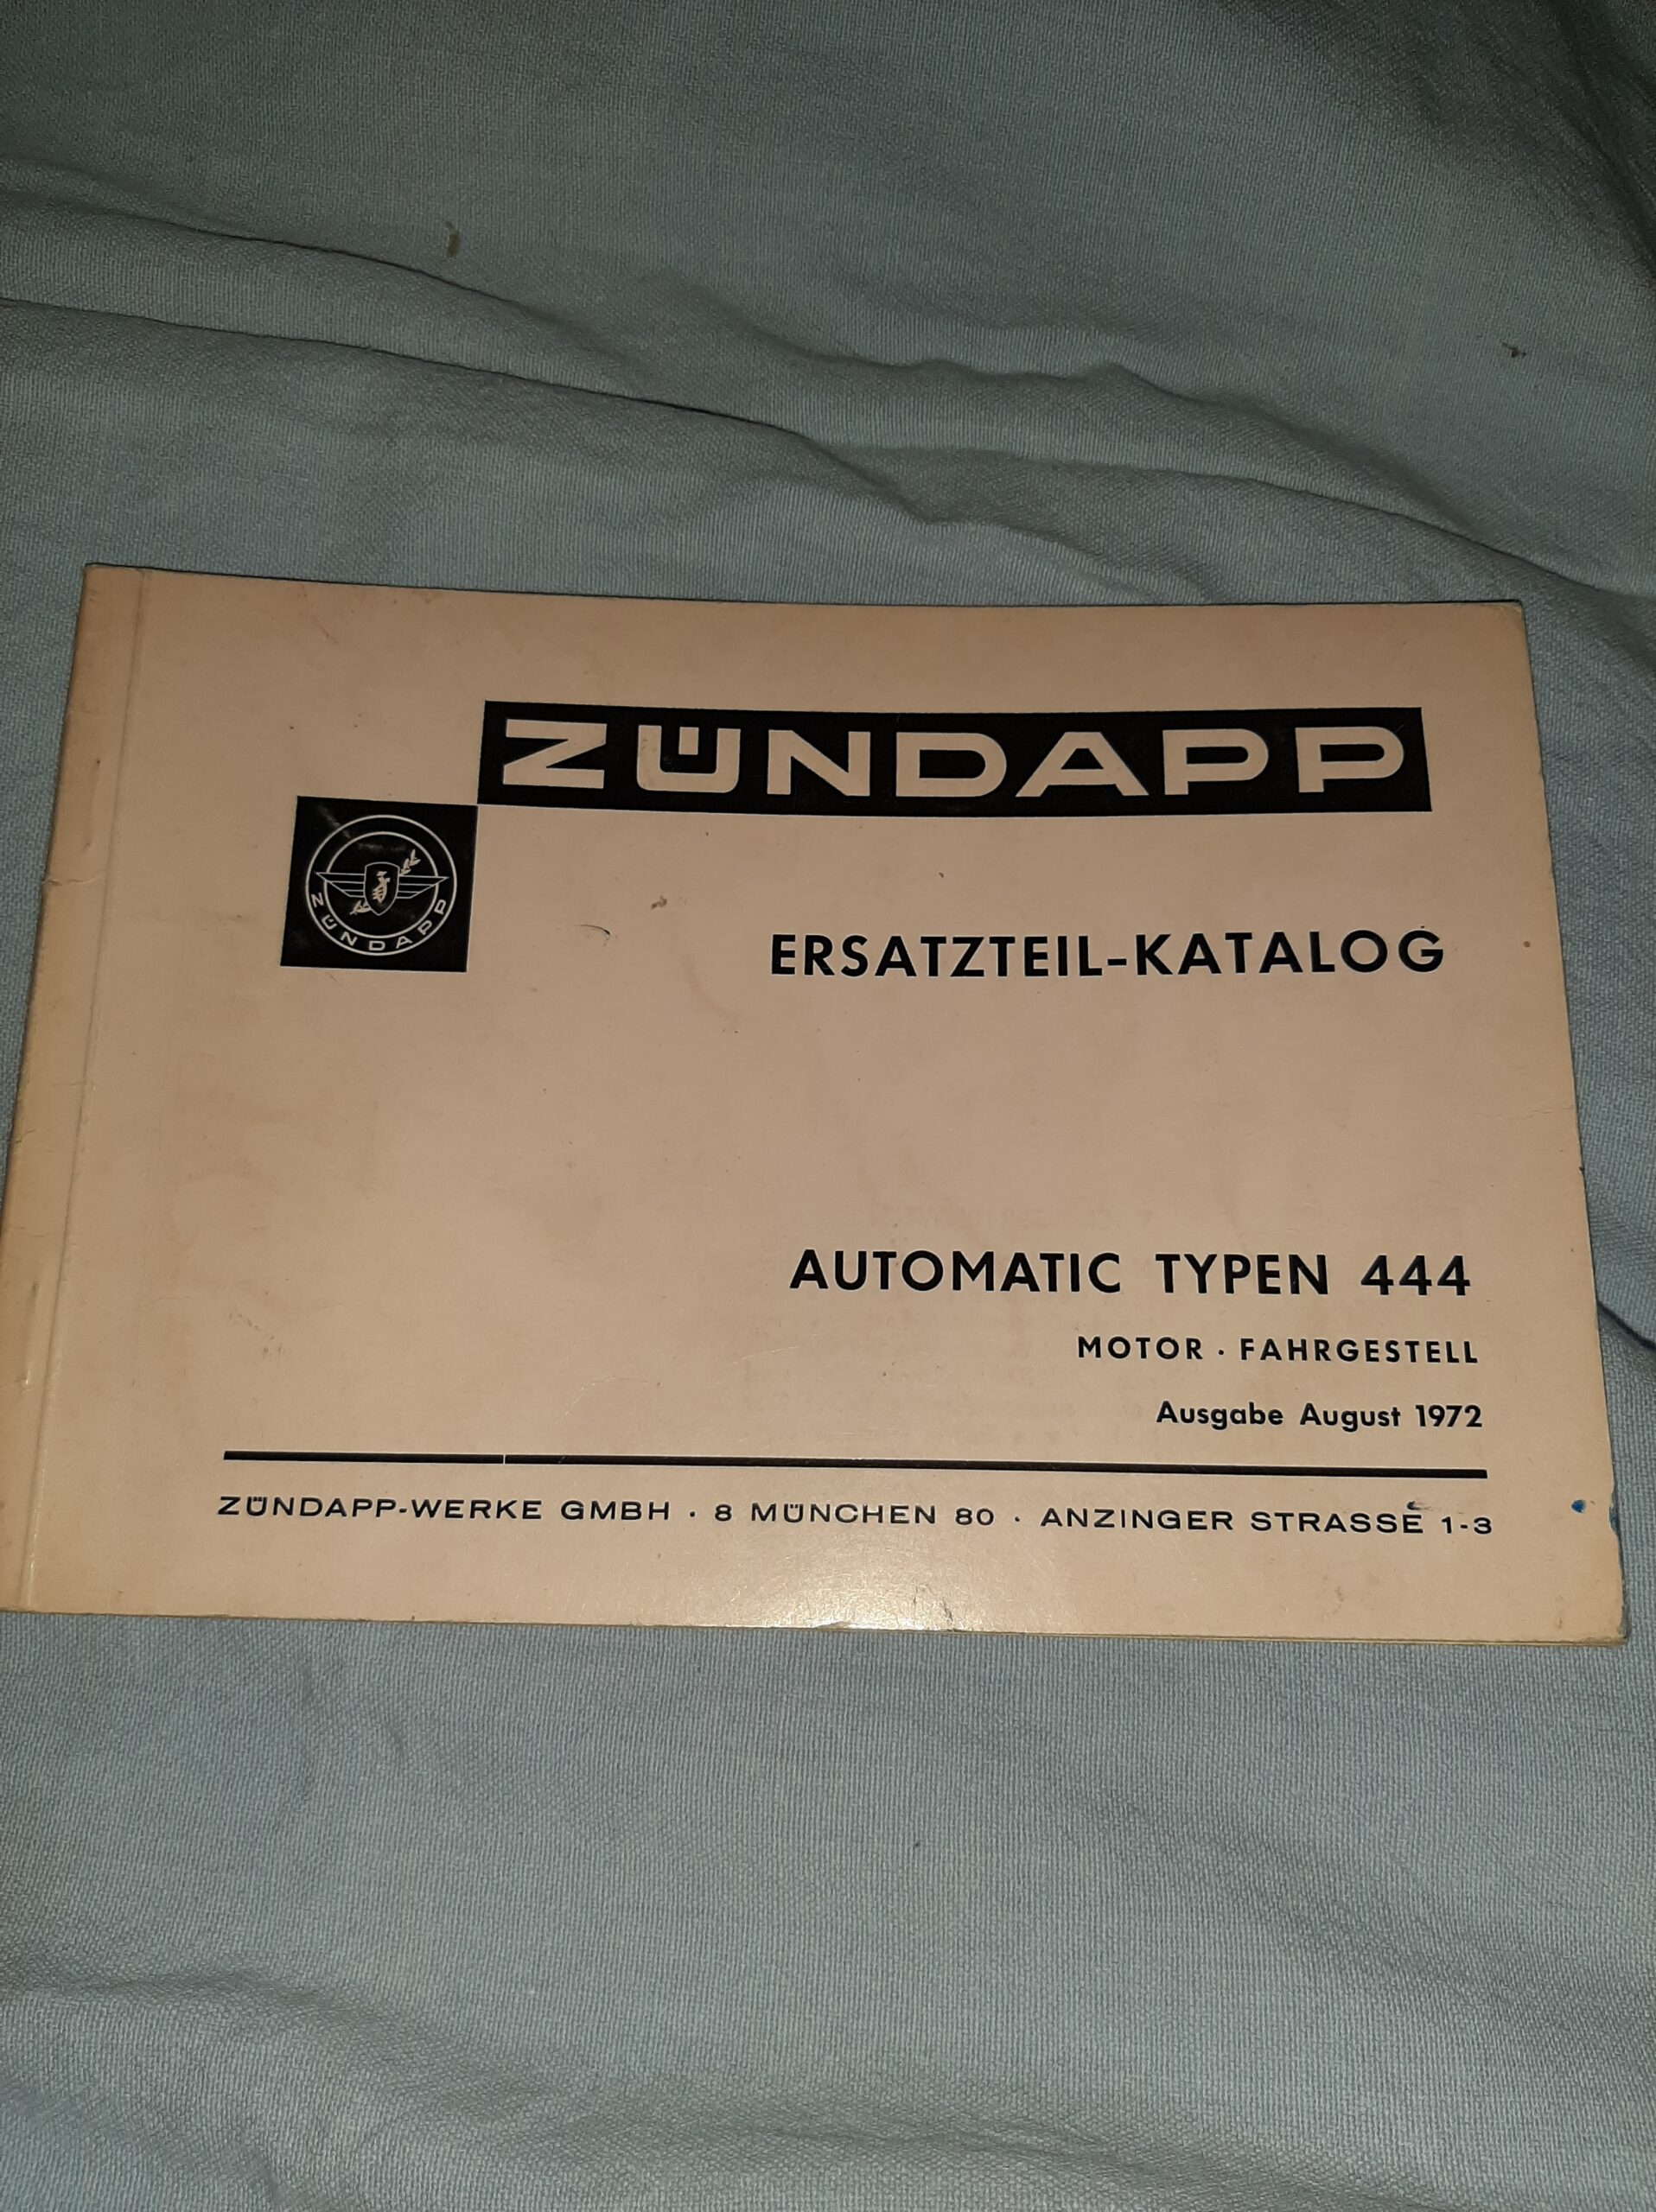 ZÜNDAPP
ZÜNDAPP
ERSATZTEIL-KATALOG
AUTOMATIC TYPEN 444
MOTOR · FAHRGESTELL
Ausgabe August 1972
ZÜNDAPP-WERKE GMBH · 8 MÜNCHEN 80 · ANZINGER STRASSE 1-3